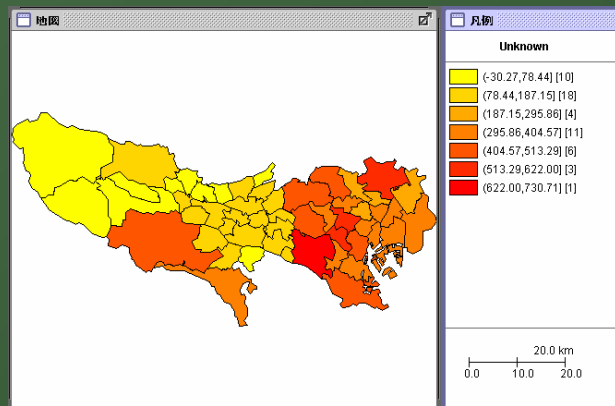 地図
凡例
Unknown
(-30.27,78.44] [10]
(78.44,187.15] [18]
(187.15,295.86] [4]
(295.86,404.57] [11]
(404.57,513.29] [6]
(513.29,622.00] [3]
(622.00,730.71] [1]
20.0 km
0.0 10.0 20.0